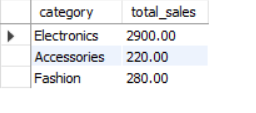 category total_sales
Electronics 2900.00
Accessories 220.00
Fashion 280.00